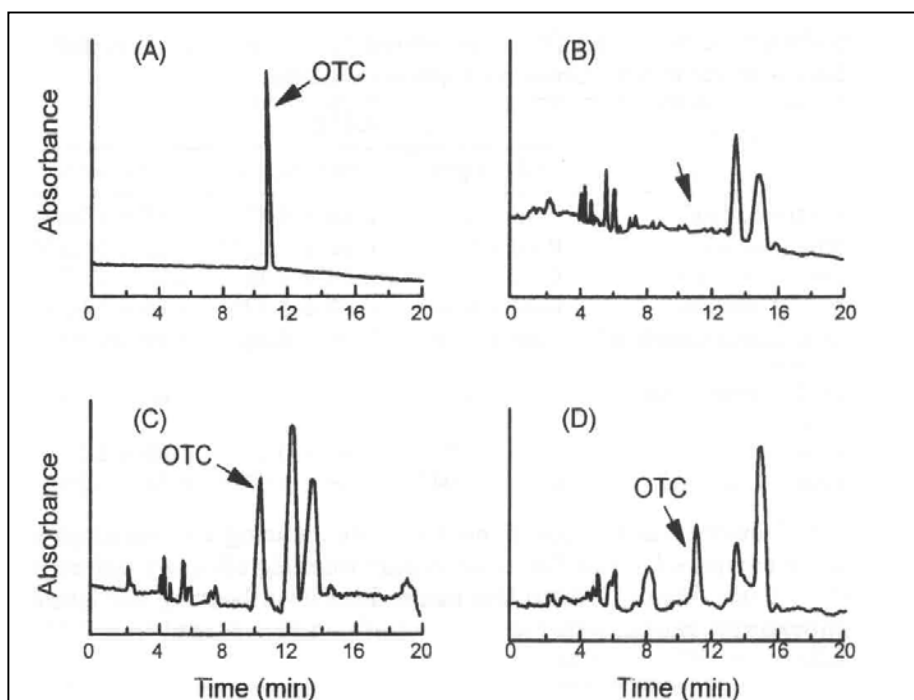 (A)
OTC
Absorbance
0 4 8 12 16 20
(B)
0 4 8 12 16 20
(C)
OTC
Absorbance
0 4 8 12 16 20
Time (min)
(D)
OTC
0 4 8 12 16 20
Time (min)